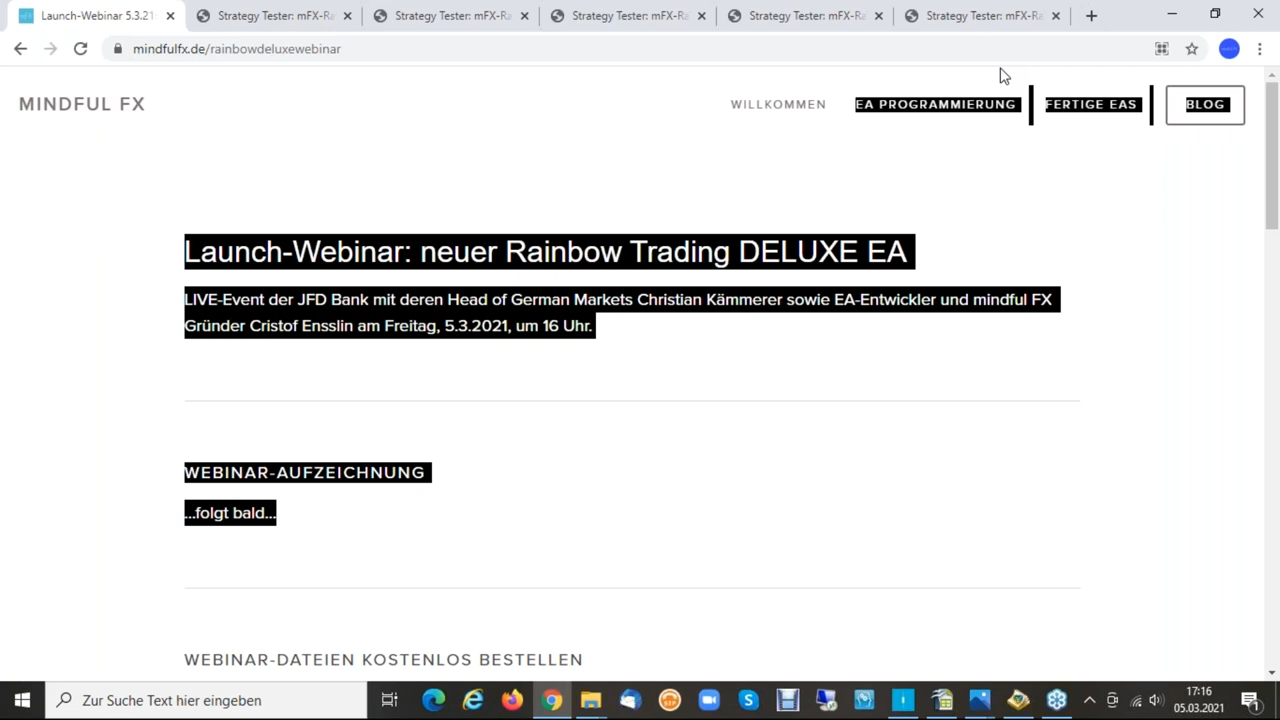 Launch-Webinar 5.3.21
Strategy Tester: mFX-Ra
Strategy Tester: mFX-Ra
Strategy Tester: mFX-Ra
Strategy Tester: mFX-Ra
Strategy Tester: mFX-Ra
mindfulfx.de/rainbowdeluxewebinar
MINDFUL FX
WILLKOMMEN
EA PROGRAMMIERUNG
FERTIGE EAS
BLOG
Launch-Webinar: neuer Rainbow Trading DELUXE EA
LIVE-Event der JFD Bank mit deren Head of German Markets Christian Kämmerer sowie EA-Entwickler und mindful FX
Gründer Cristof Ensslin am Freitag, 5.3.2021, um 16 Uhr.
WEBINAR-AUFZEICHNUNG
...folgt bald...
WEBINAR-DATEIEN KOSTENLOS BESTELLEN
Zur Suche Text hier eingeben
17:16
05.03.2021